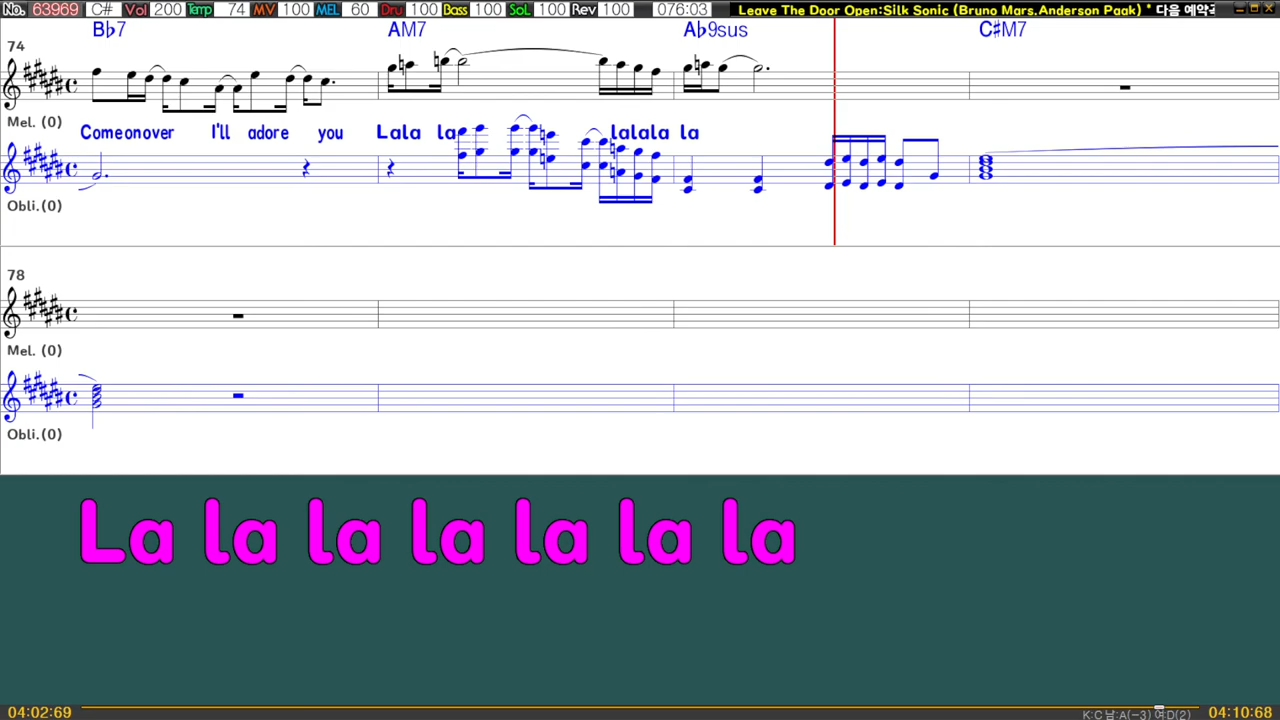 No. 63969 C# Vol 200 Temp 74 MV 100 MEL 60 Dru 100 Bass 100 SoL 100 Rev 100 076:03 Leave The Door Open:Silk Sonic (Bruno Mars.Anderson Paak) * 다음 예약곡
B♭7 AM7 A♭9sus C♯M7
74
Mel. (0)
Comeonover I'll adore you Lala la lalala la
Obli.(0)
78
Mel. (0)
Obli.(0)
La la la la la la la
K:C 남:A(-3) 여:D(2)
04:02:69 04:10:68